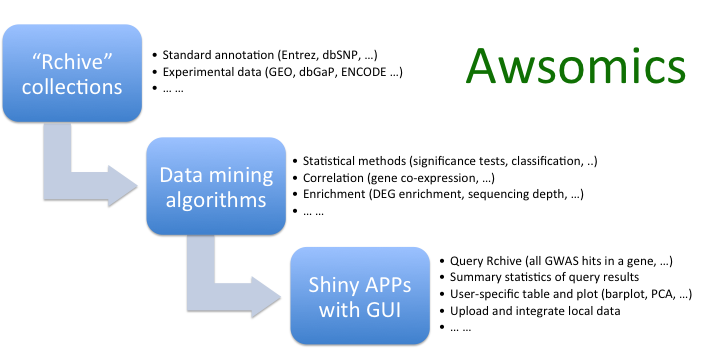 “Rchive”
collections
• Standard annotation (Entrez, dbSNP, …)
• Experimental data (GEO, dbGaP, ENCODE …)
• … …
Awsomics
Data mining
algorithms
• Statistical methods (significance tests, classification, ..)
• Correlation (gene co-expression, …)
• Enrichment (DEG enrichment, sequencing depth, …)
• … …
Shiny APPs
with GUI
• Query Rchive (all GWAS hits in a gene, …)
• Summary statistics of query results
• User-specific table and plot (barplot, PCA, …)
• Upload and integrate local data
• … …